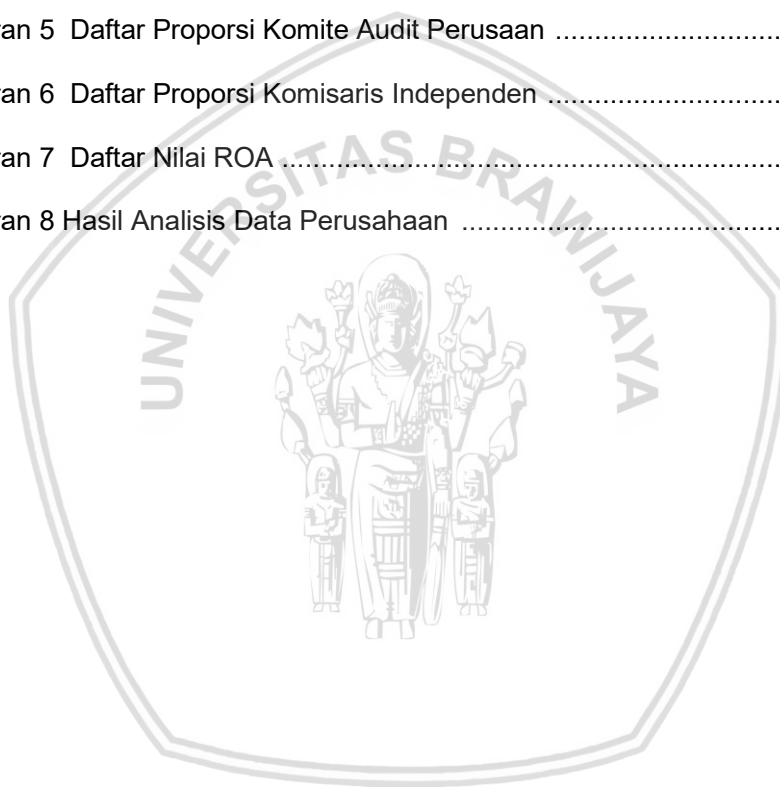 ran 5 Daftar Proporsi Komite Audit Perusaan ............................
ran 6 Daftar Proporsi Komisaris Independen .............................
ran 7 Daftar Nilai ROA ..............................................................
ran 8 Hasil Analisis Data Perusahaan ........................................
UNIVERSITAS BRAWIJAYA